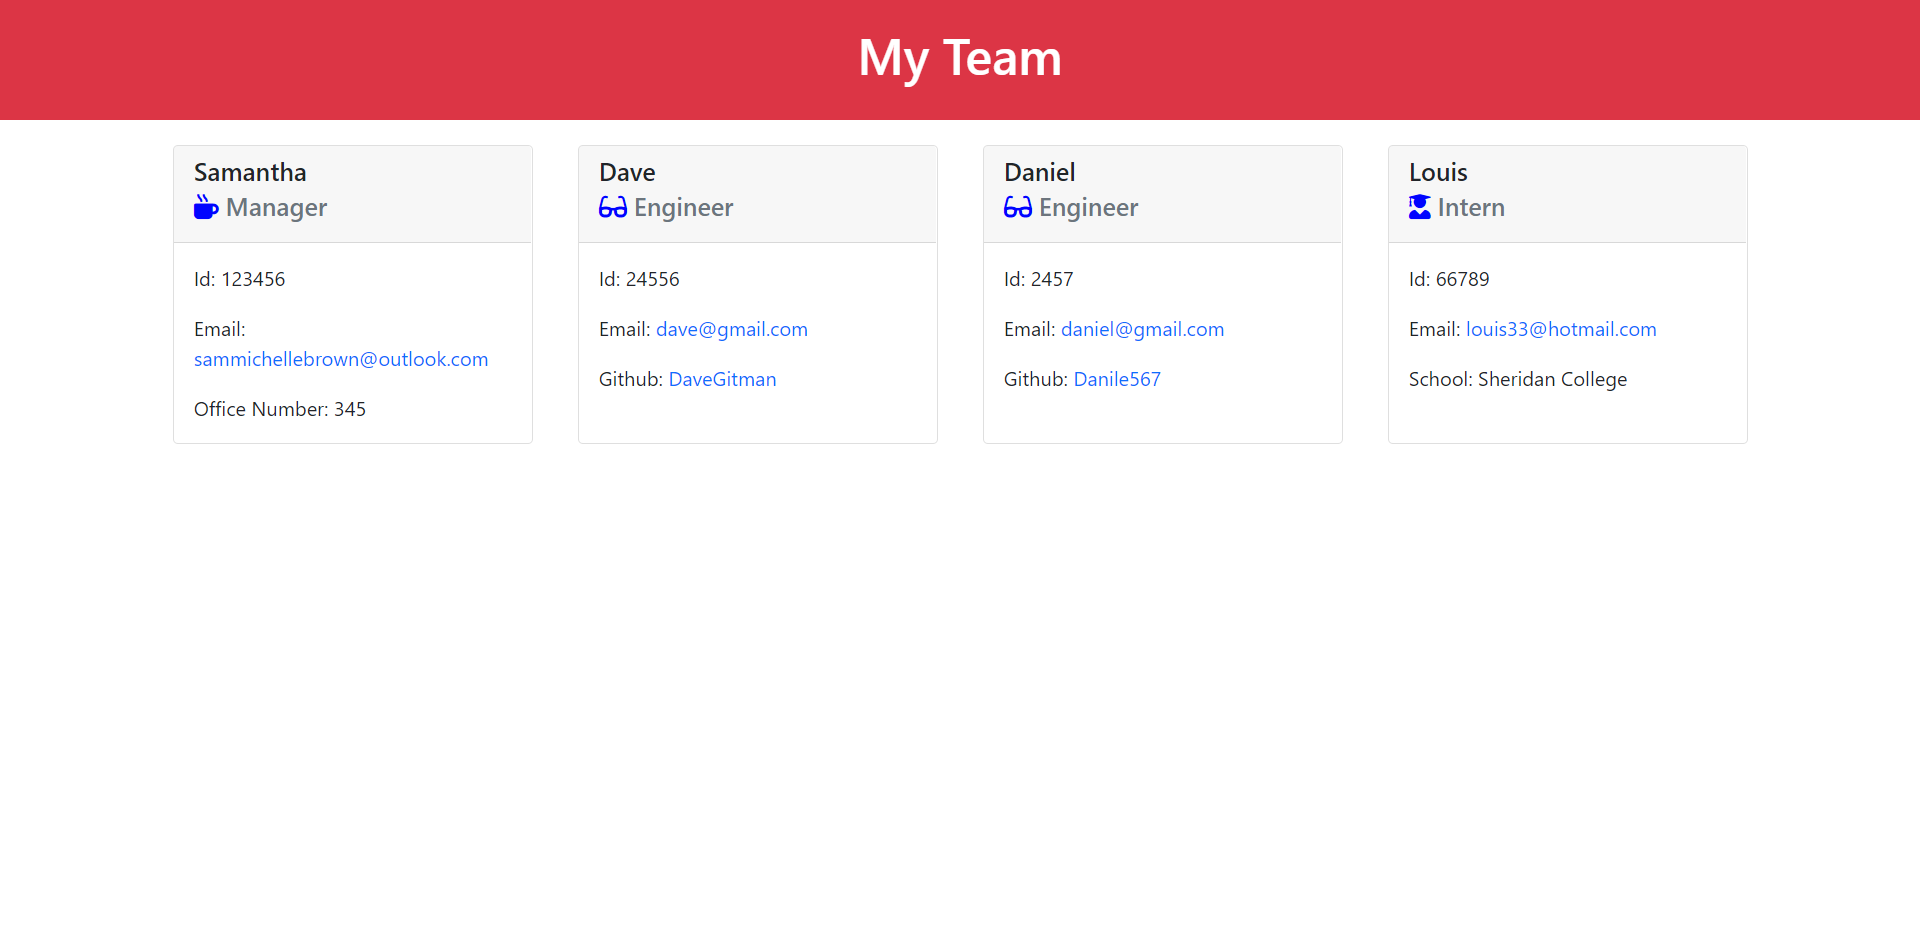 My Team
Samantha
Manager
Id: 123456
Email:
sammichellebrown@outlook.com
Office Number: 345
Dave
Engineer
Id: 24556
Email: dave@gmail.com
Github: DaveGitman
Daniel
Engineer
Id: 2457
Email: daniel@gmail.com
Github: Danile567
Louis
Intern
Id: 66789
Email: louis33@hotmail.com
School: Sheridan College